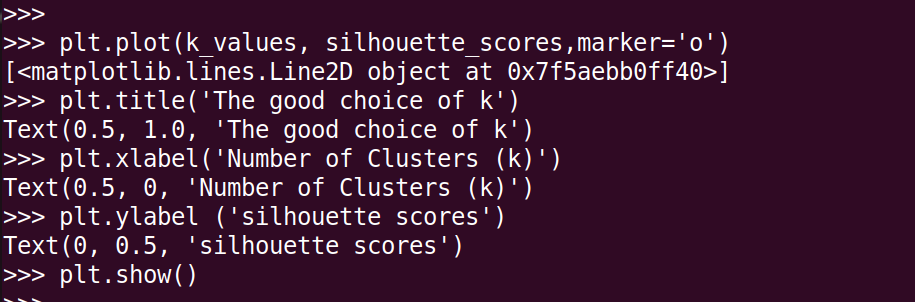 >>>
>>> plt.plot(k_values, silhouette_scores,marker='o')
[<matplotlib.lines.Line2D object at 0x7f5aebb0ff40>]
>>> plt.title('The good choice of k')
Text(0.5, 1.0, 'The good choice of k')
>>> plt.xlabel('Number of Clusters (k)')
Text(0.5, 0, 'Number of Clusters (k)')
>>> plt.ylabel ('silhouette scores')
Text(0, 0.5, 'silhouette scores')
>>> plt.show()
>>>